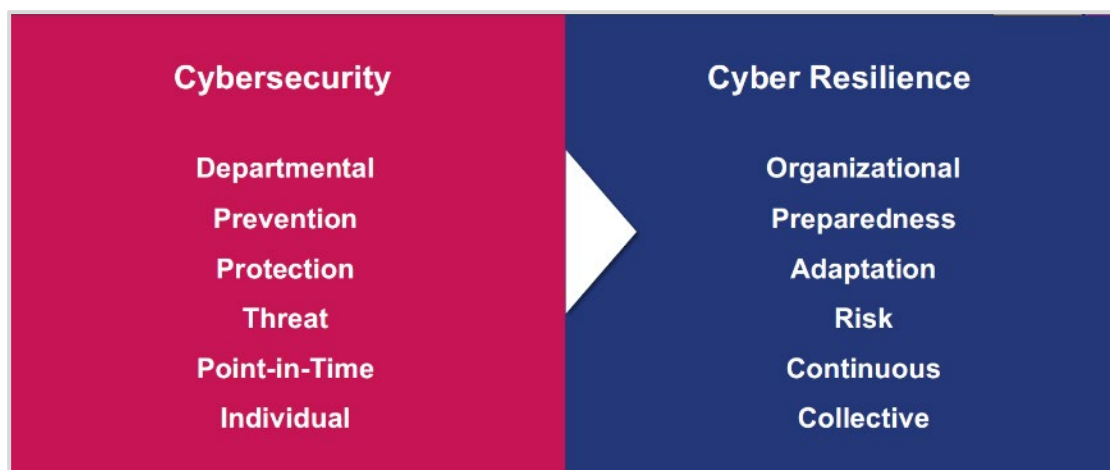 Cybersecurity
Departmental
Prevention
Protection
Threat
Point-in-Time
Individual
Cyber Resilience
Organizational
Preparedness
Adaptation
Risk
Continuous
Collective